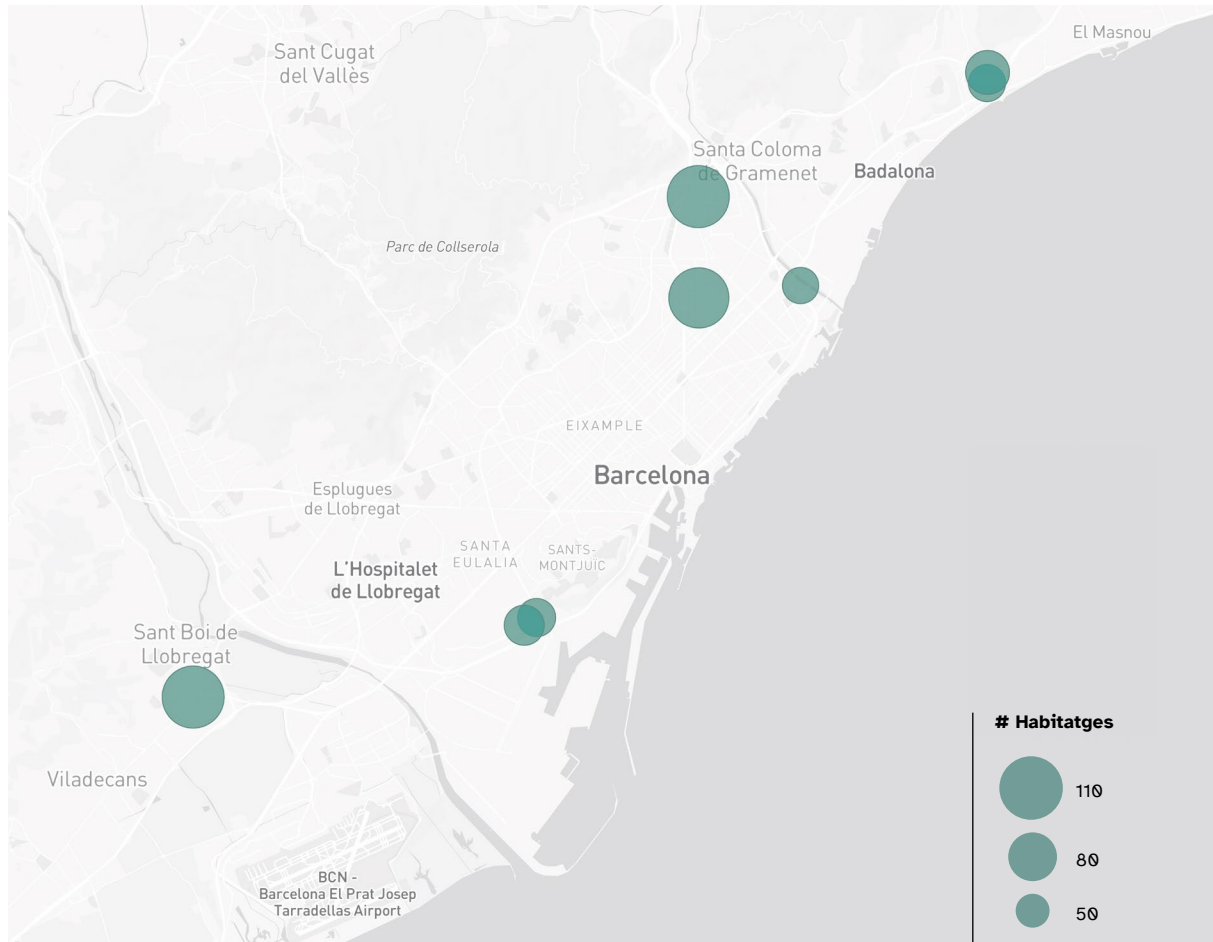 El Masnou
Sant Cugat
del Vallès
Santa Coloma
de Gramenet
Badalona
Parc de Collserola
EIXAMPLE
Barcelona
Esplugues
de Llobregat
SANTA
EULALIA
SANTS-
MONTJUÏC
L'Hospitalet
de Llobregat
Sant Boi de
Llobregat
Viladecans
BCN -
Barcelona El Prat Josep
Tarradellas Airport
# Habitatges
110
80
50